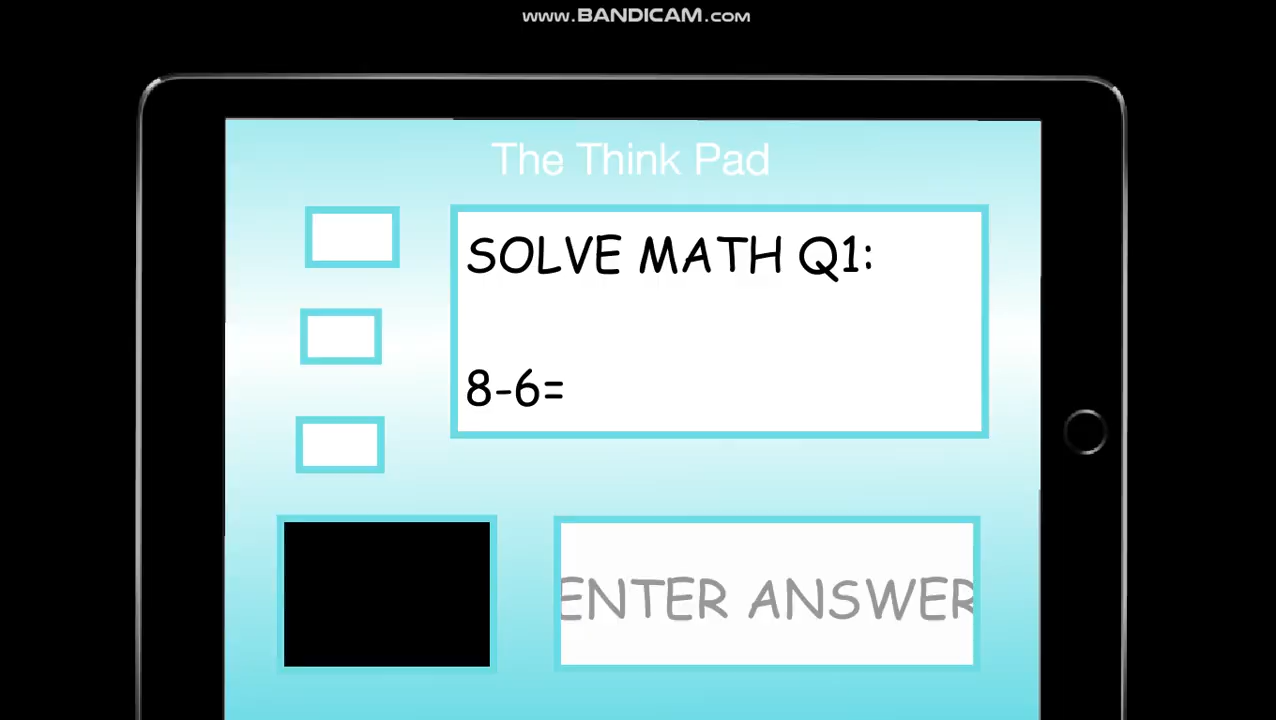 www.BANDICAM.com
The Think Pad
SOLVE MATH Q1:
8-6=
ENTER ANSWER